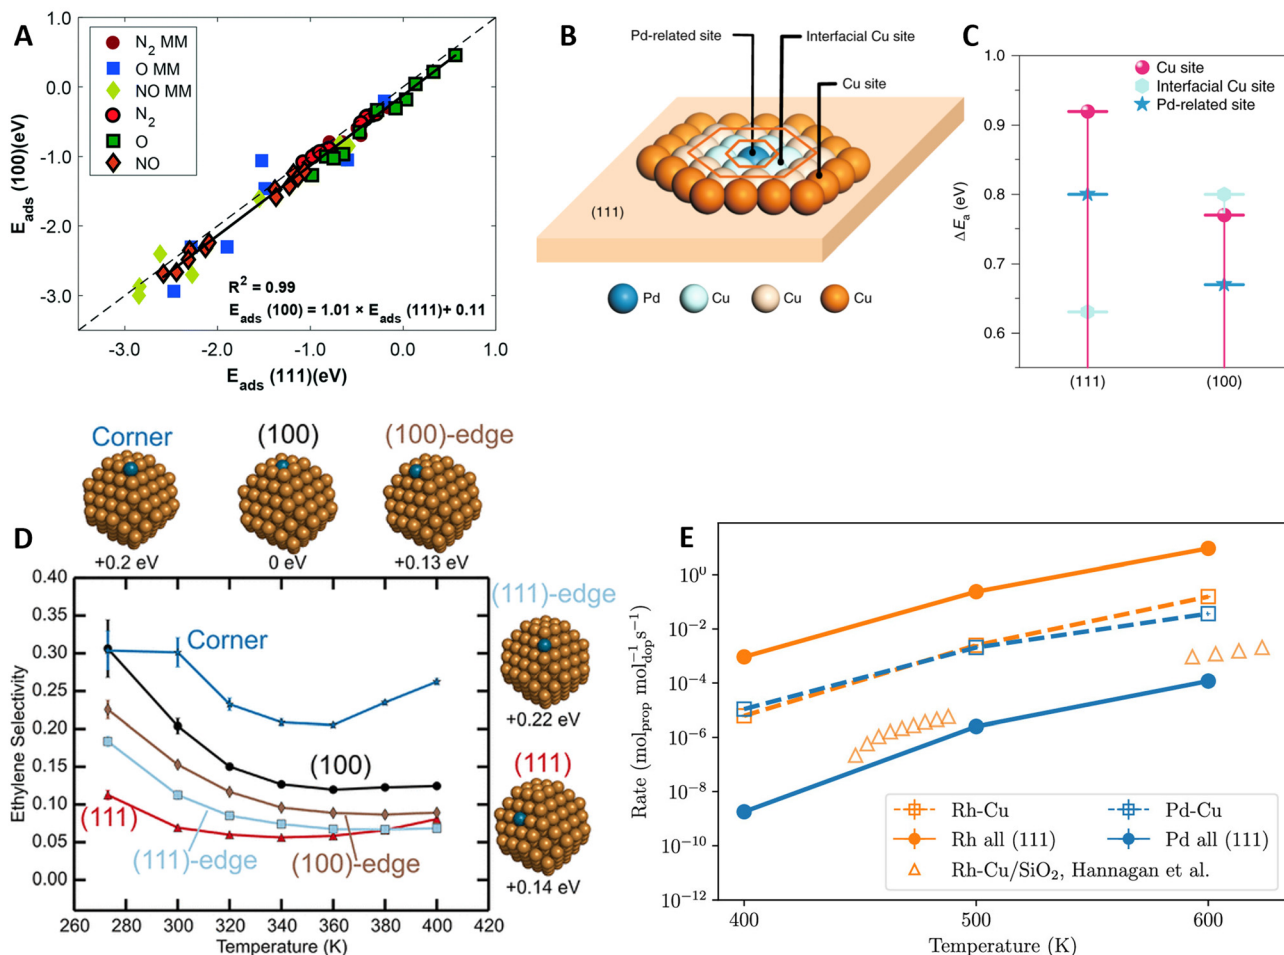 A
1.0
0.0
-1.0
-2.0
-3.0
E_ads (100)(eV)
N₂ MM
O MM
NO MM
N₂
O
NO
R² = 0.99
E_ads (100) = 1.01 × E_ads (111)+ 0.11
-3.0 -2.0 -1.0 0.0 1.0
E_ads (111)(eV)
B
Pd-related site
Interfacial Cu site
Cu site
(111)
Pd Cu Cu Cu
C
1.0
0.9
0.8
0.7
0.6
ΔE_a (eV)
Cu site
Interfacial Cu site
Pd-related site
(111) (100)
Corner
(100)
(100)-edge
+0.2 eV
0 eV
+0.13 eV
D
0.40
0.35
0.30
0.25
0.20
0.15
0.10
0.05
0.00
Ethylene Selectivity
Corner
(100)
(111)
(111)-edge
(100)-edge
260 280 300 320 340 360 380 400 420
Temperature (K)
(111)-edge
+0.22 eV
(111)
+0.14 eV
E
10⁰
10⁻²
10⁻⁴
10⁻⁶
10⁻⁸
10⁻¹⁰
10⁻¹²
Rate (mol_prop mol_dop⁻¹s⁻¹)
Rh-Cu
Rh all (111)
Pd-Cu
Pd all (111)
Rh-Cu/SiO₂, Hannagan et al.
400 500 600
Temperature (K)